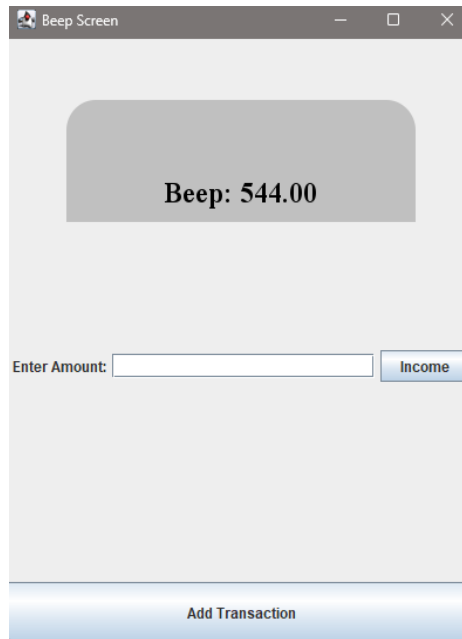 Beep Screen
Beep: 544.00
Enter Amount: Income
Add Transaction